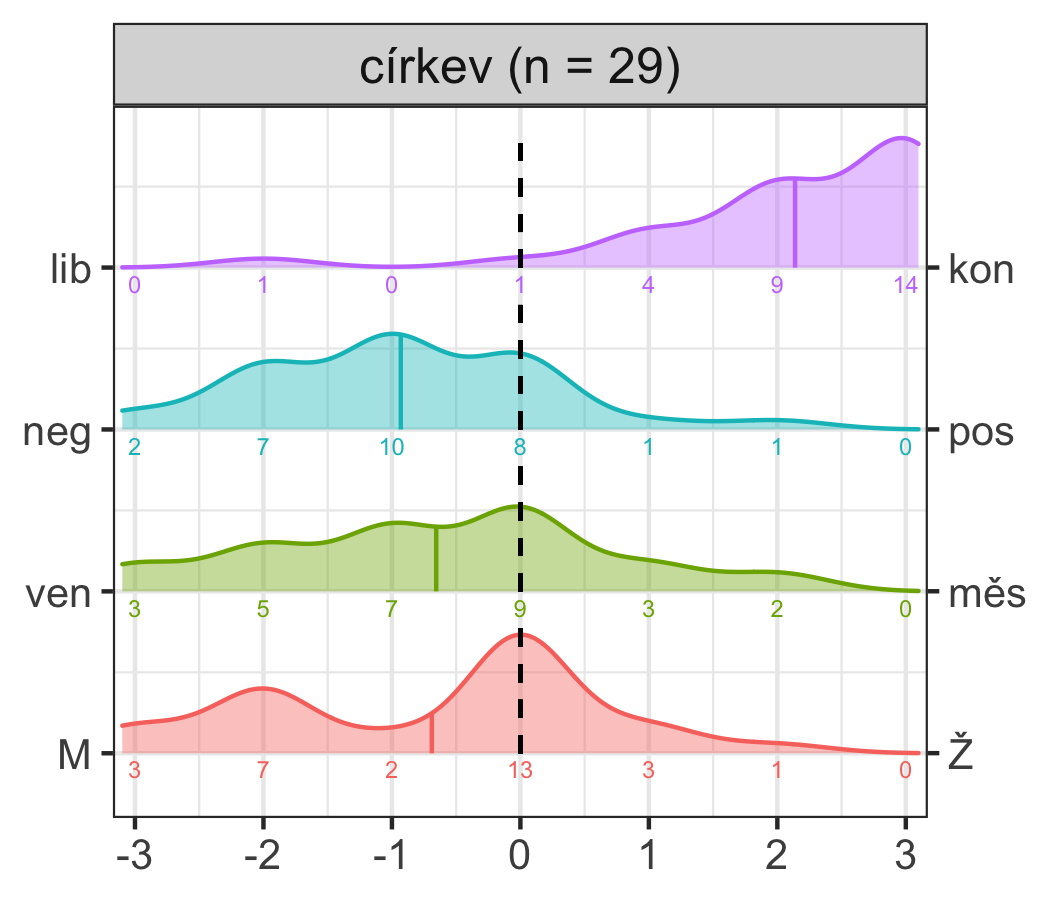 církev (n = 29)
lib kon
0 1 0 1 4 9 14
neg pos
2 7 10 8 1 1 0
ven měs
3 5 7 9 3 2 0
M Ž
3 7 2 13 3 1 0
-3 -2 -1 0 1 2 3